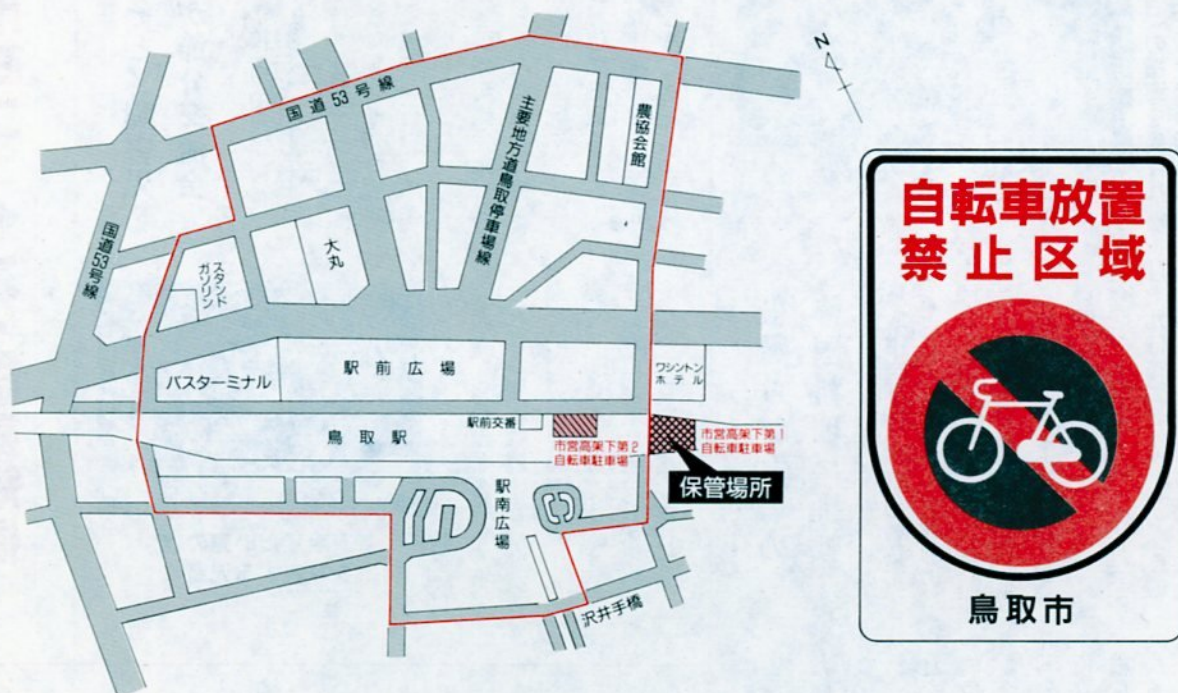 国道53号線
主要地方道鳥取停車場線
農協会館
N
国道53号線
ガソリン
スタンド
大丸
バスターミナル
駅前広場
ワシントン
ホテル
駅前交番
鳥取駅
市営高架下第2
自転車駐車場
市営高架下第1
自転車駐車場
保管場所
駅南広場
沢井手橋
自転車放置
禁止区域
鳥取市